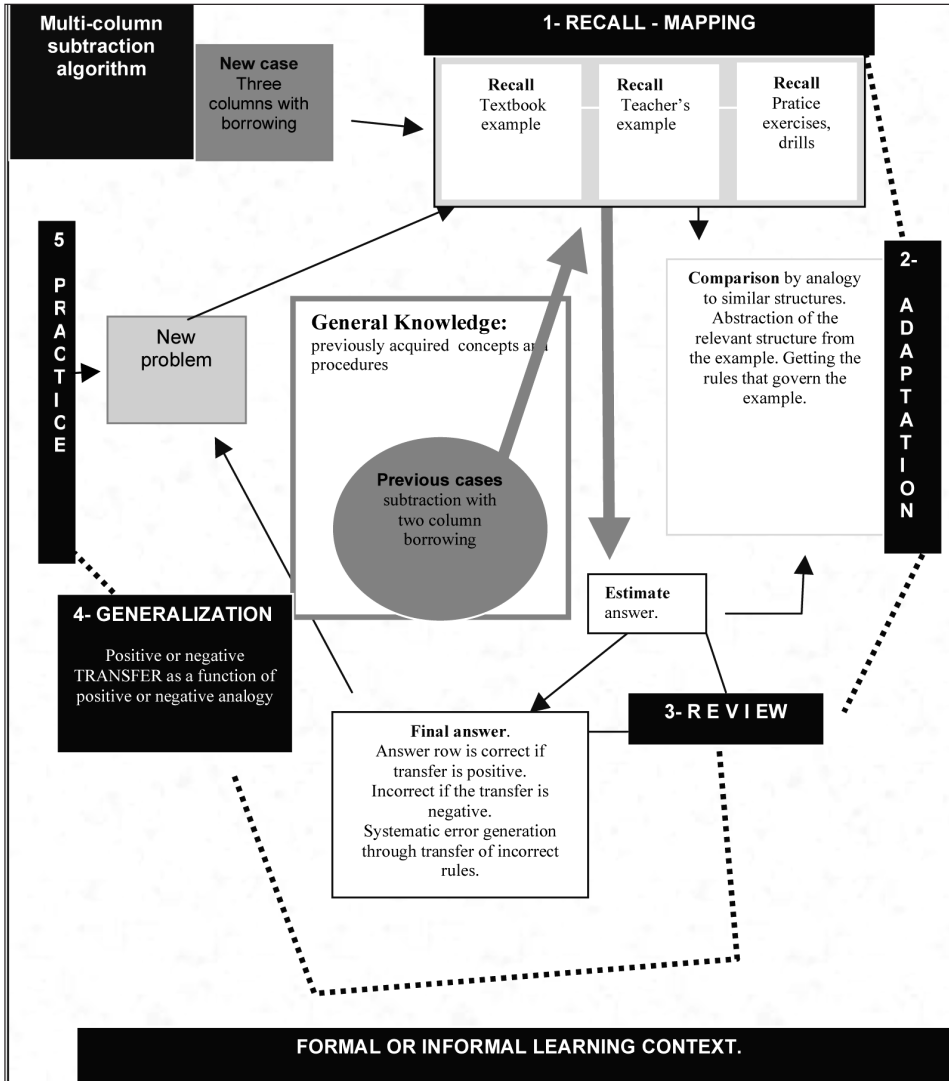 Multi-column
subtraction
algorithm
New case
Three
columns with
borrowing
1- RECALL - MAPPING
Recall
Textbook
example
Recall
Teacher's
example
Recall
Pratice
exercises,
drills
2-
A
D
A
P
T
A
T
I
O
N
Comparison by analogy
to similar structures.
Abstraction of the
relevant structure from
the example. Getting the
rules that govern the
example.
5
P
R
A
C
T
I
C
E
New
problem
General Knowledge:
previously acquired concepts and
procedures
Previous cases
subtraction with
two column
borrowing
Estimate
answer.
3- R E V I EW
4- GENERALIZATION
Positive or negative
TRANSFER as a function of
positive or negative analogy
Final answer.
Answer row is correct if
transfer is positive.
Incorrect if the transfer is
negative.
Systematic error generation
through transfer of incorrect
rules.
FORMAL OR INFORMAL LEARNING CONTEXT.